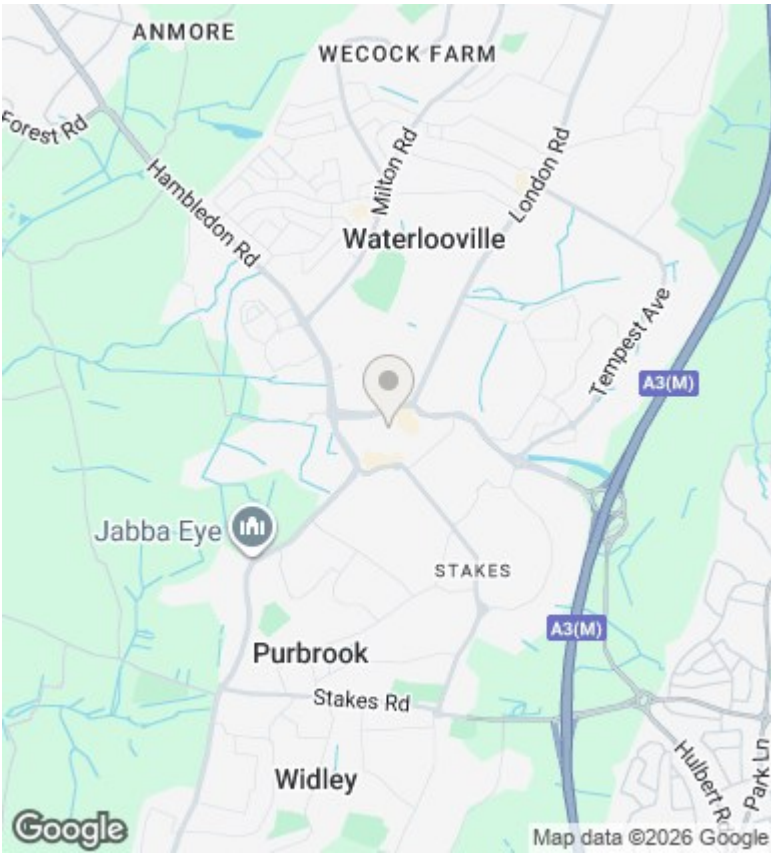 ANMORE
WECOCK FARM
Forest Rd
Hambledon Rd
Milton Rd
London Rd
Waterlooville
Tempest Ave
A3(M)
Jabba Eye
STAKES
A3(M)
Purbrook
Stakes Rd
Widley
Hulbert Rd
Park Ln
Google
Map data ©2026 Google